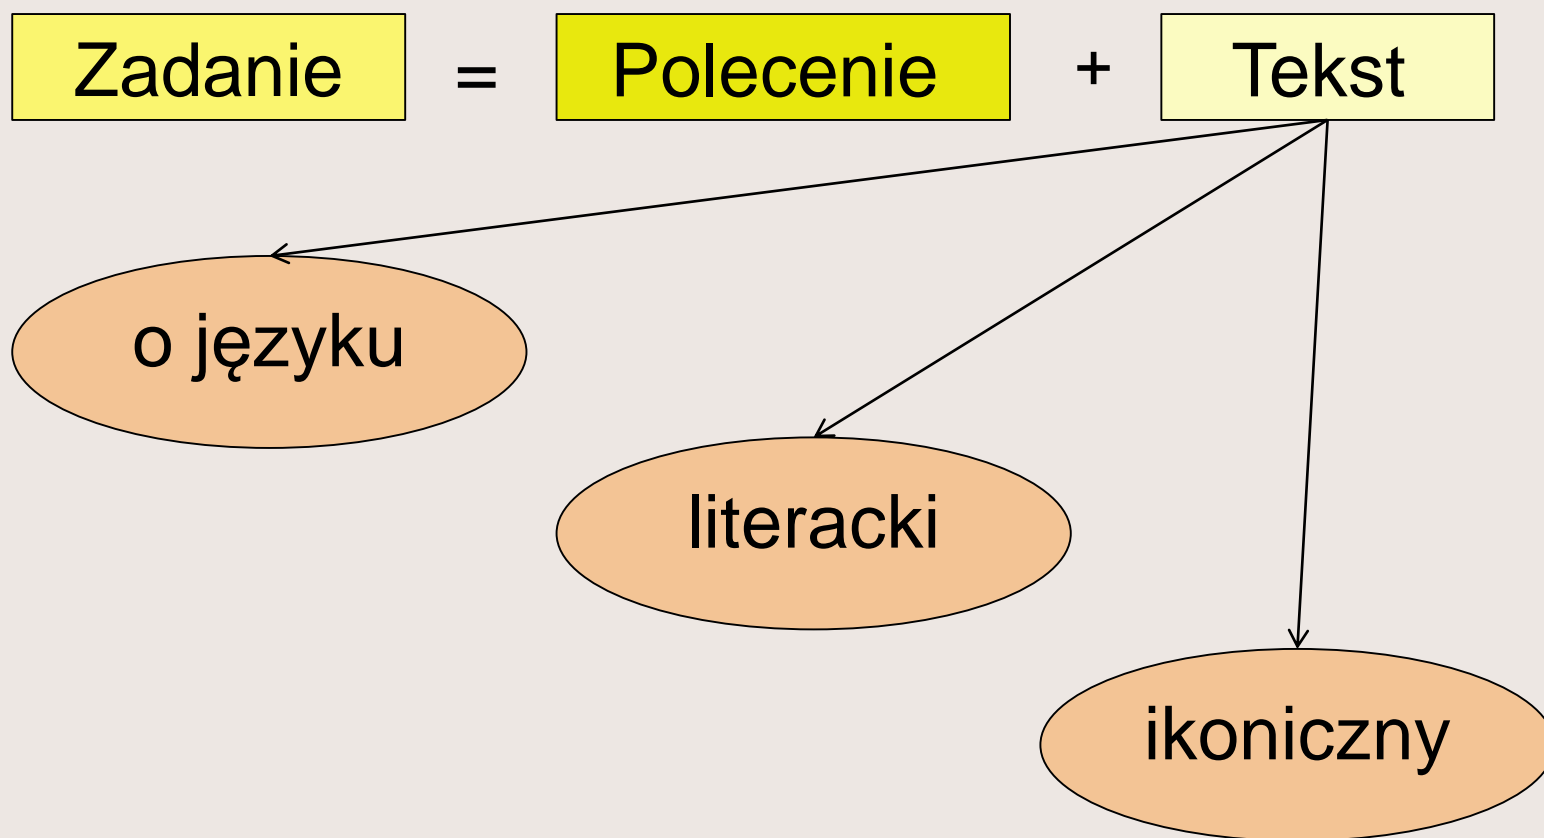 Zadanie = Polecenie + Tekst
o języku
literacki
ikoniczny